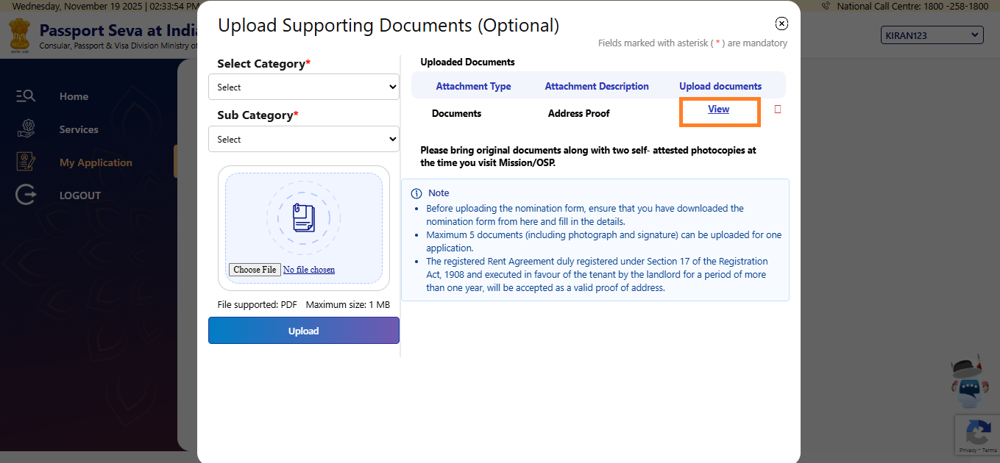 Wednesday, November 19 2025 | 02:33:54 PM
National Call Centre: 1800 -258-1800
Passport Seva at Indi
Consular, Passport & Visa Division Ministry of
KIRAN123
Home
Services
My Application
LOGOUT
Upload Supporting Documents (Optional)
Fields marked with asterisk ( * ) are mandatory
Select Category*
Select
Sub Category*
Select
Choose File No file chosen
File supported: PDF Maximum size: 1 MB
Upload
Uploaded Documents
Attachment Type Attachment Description Upload documents
Documents Address Proof View
Please bring original documents along with two self- attested photocopies at
the time you visit Mission/OSP.
Note
Before uploading the nomination form, ensure that you have downloaded the
nomination form from here and fill in the details.
Maximum 5 documents (including photograph and signature) can be uploaded for one
application.
The registered Rent Agreement duly registered under Section 17 of the Registration
Act, 1908 and executed in favour of the tenant by the landlord for a period of more
than one year, will be accepted as a valid proof of address.
Privacy - Terms